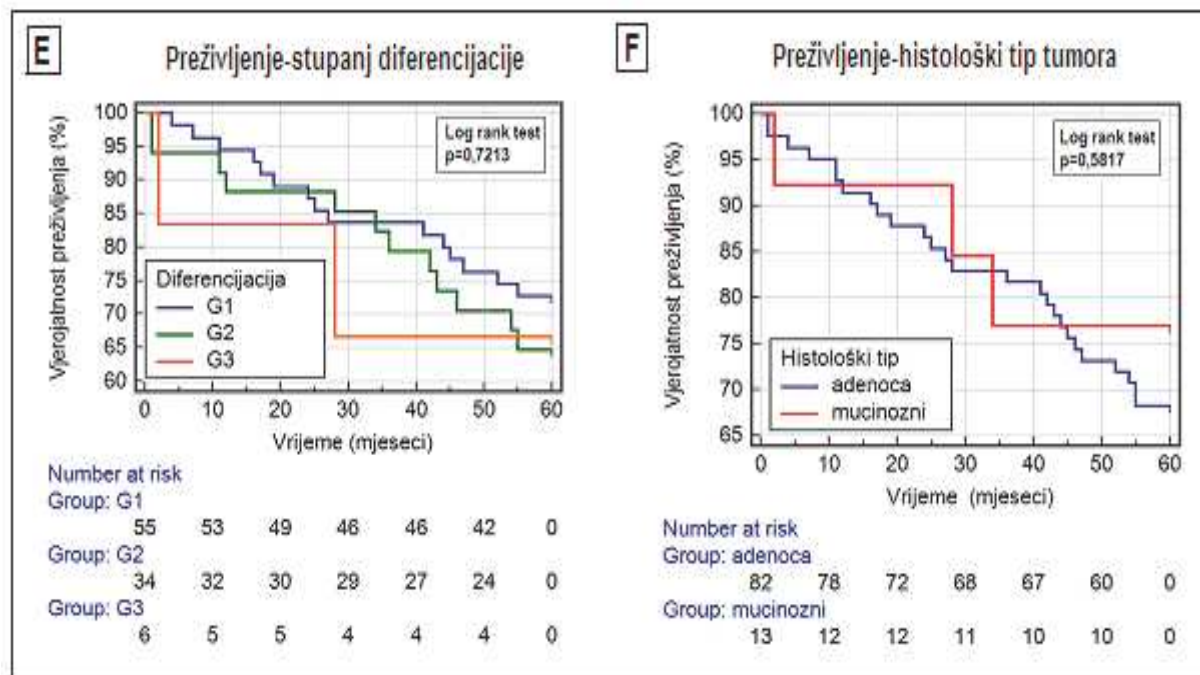 E
Preživljenje-stupanj diferencijacije
Vjerojatnost preživljenja (%)
100
95
90
85
80
75
70
65
60
Log rank test
p=0,7213
Diferencijacija
G1
G2
G3
0 10 20 30 40 50 60
Vrijeme (mjeseci)
Number at risk
Group: G1
55 53 49 46 46 42 0
Group: G2
34 32 30 29 27 24 0
Group: G3
6 5 5 4 4 4 0
F
Preživljenje-histološki tip tumora
Vjerojatnost preživljenja (%)
100
95
90
85
80
75
70
65
Log rank test
p=0,5817
Histološki tip
adenoca
mucinozni
0 10 20 30 40 50 60
Vrijeme (mjeseci)
Number at risk
Group: adenoca
82 78 72 68 67 60 0
Group: mucinozni
13 12 12 11 10 10 0